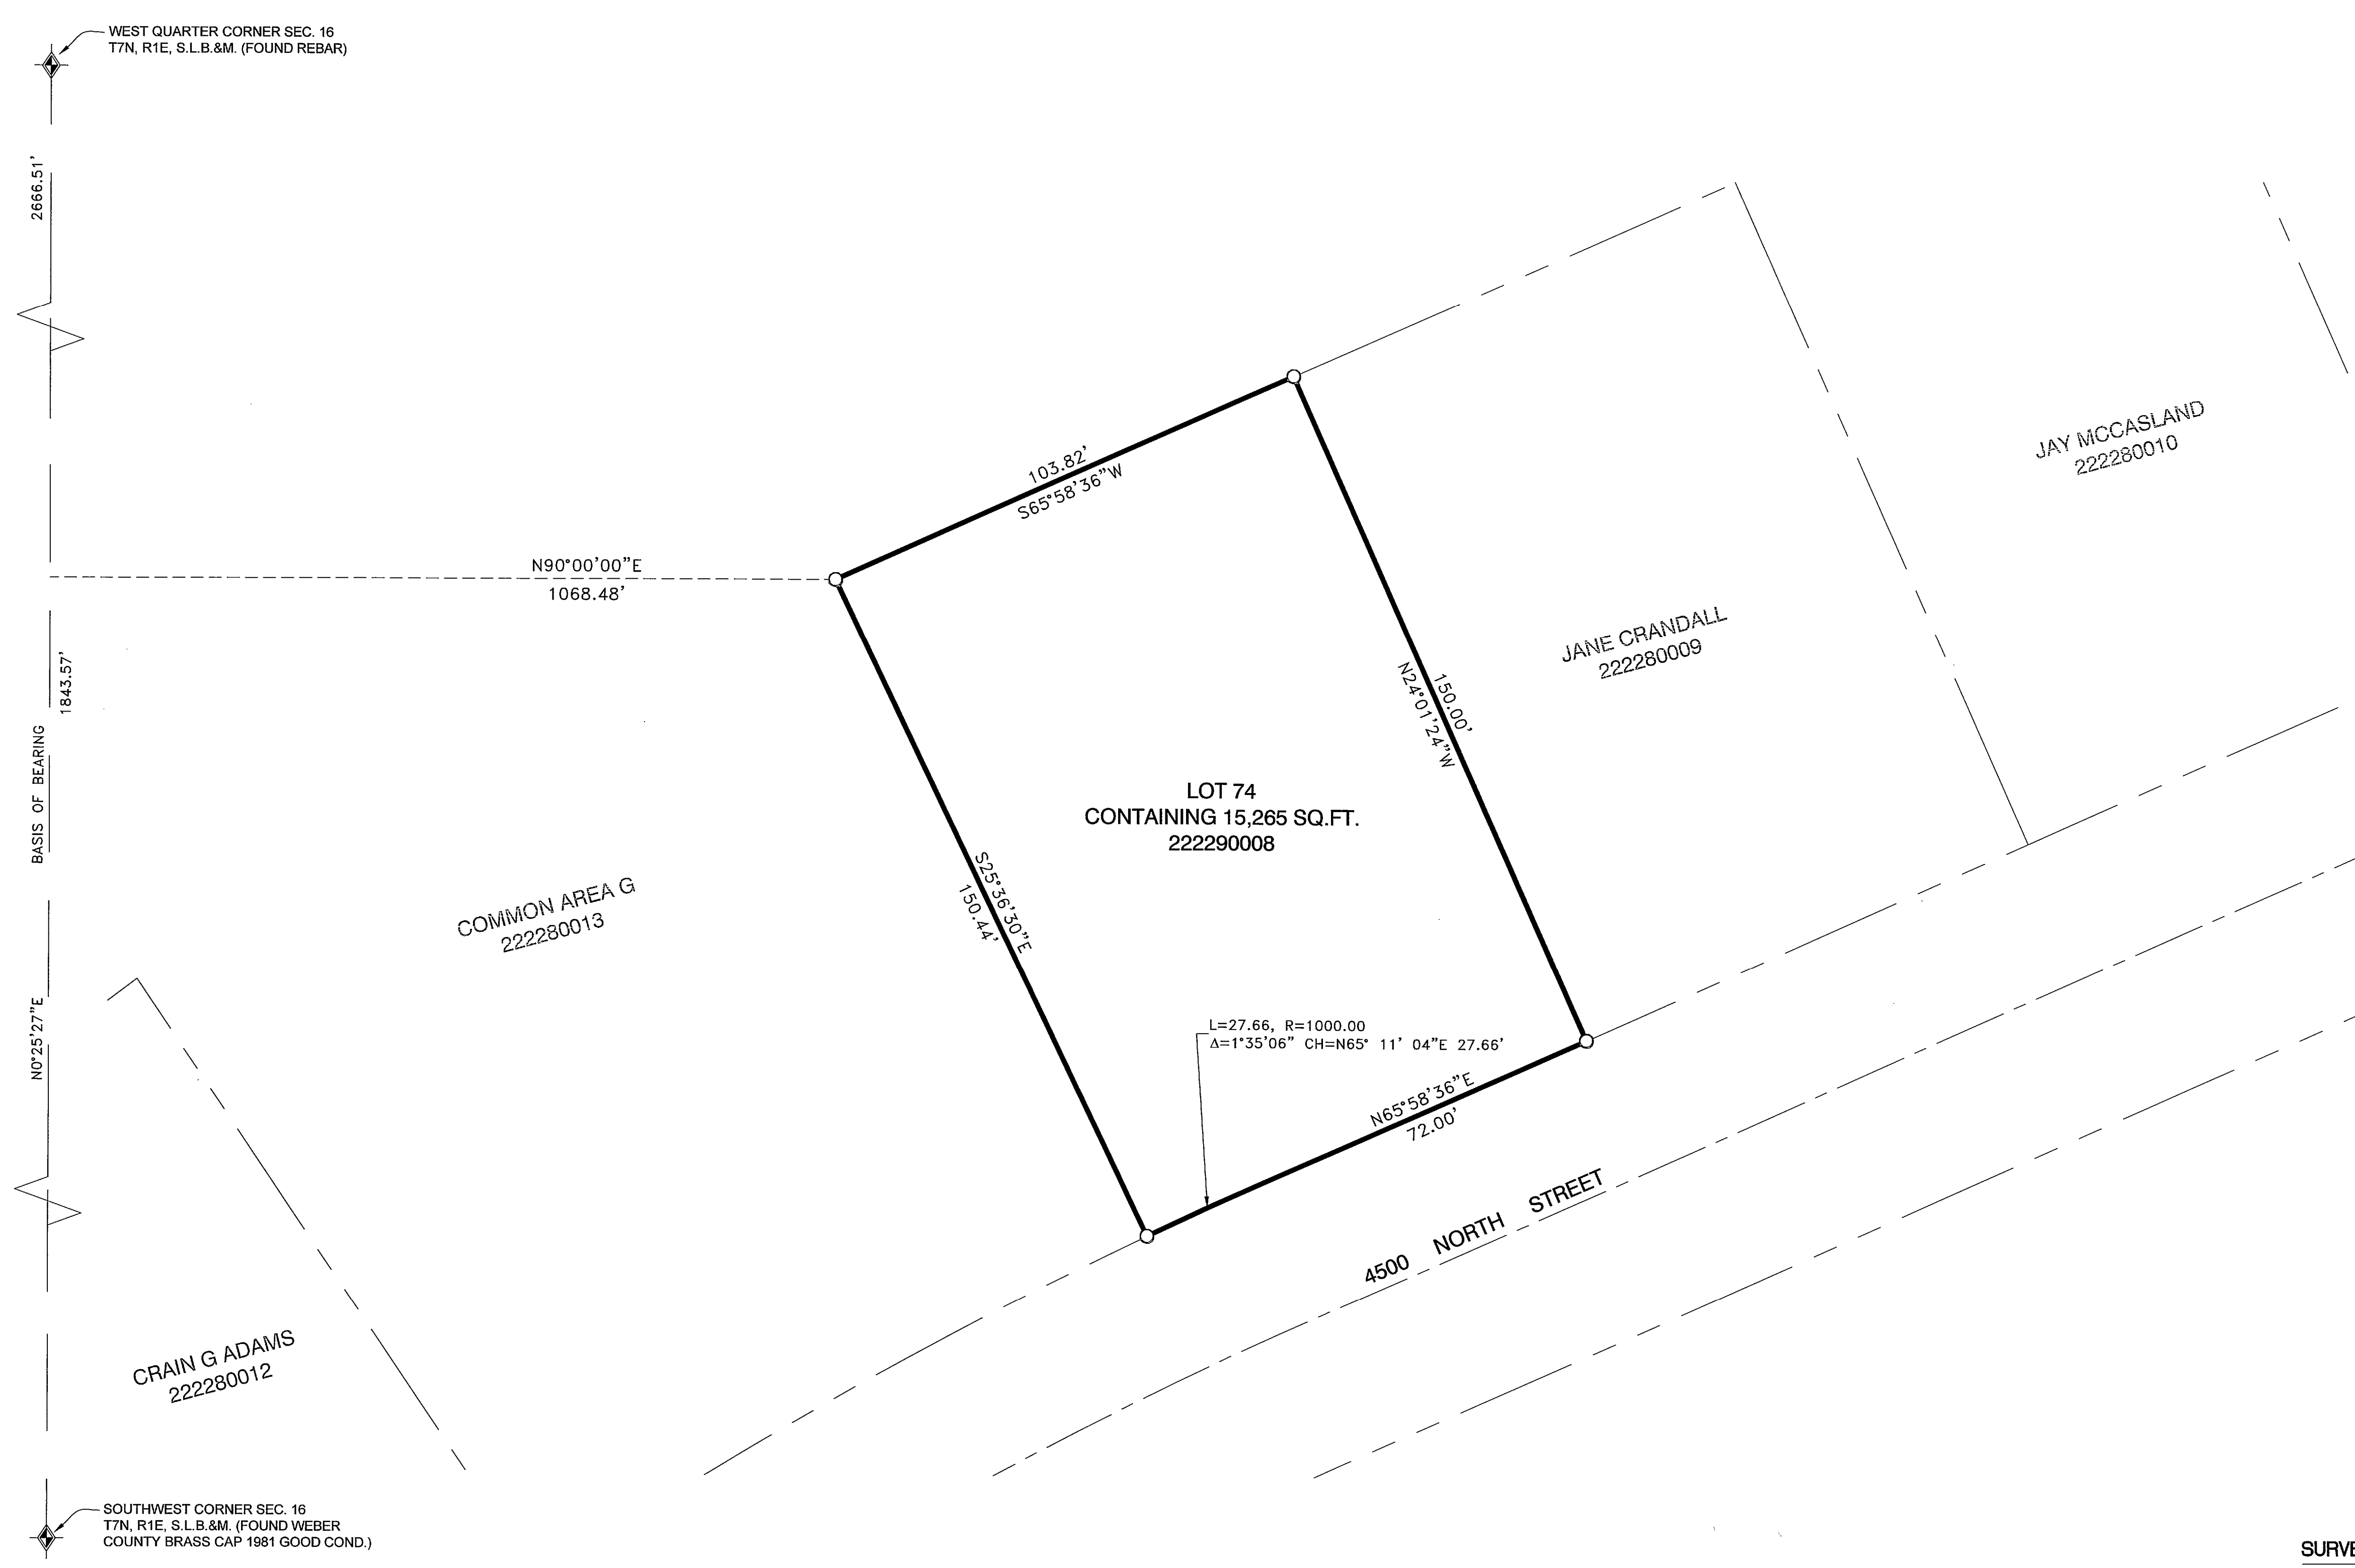 WEST QUARTER CORNER SEC. 16
T7N, R1E, S.L.B.&M. (FOUND REBAR)
2666.51'
JAY MCCASLAND
222280010
103.82'
S65°58'36"W
N90°00'00"E
1068.48'
1843.57'
JANE CRANDALL
222280009
150.00'
N24°01'24"W
BASIS OF BEARING
LOT 74
CONTAINING 15,265 SQ.FT.
222290008
S25°36'30"E
150.44'
COMMON AREA G
222280013
N0°25'27"E
L=27.66, R=1000.00
Δ=1°35'06" CH=N65° 11' 04"E 27.66'
N65°58'36"E
72.00'
4500 NORTH STREET
CRAIN G ADAMS
222280012
SOUTHWEST CORNER SEC. 16
T7N, R1E, S.L.B.&M. (FOUND WEBER
COUNTY BRASS CAP 1981 GOOD COND.)